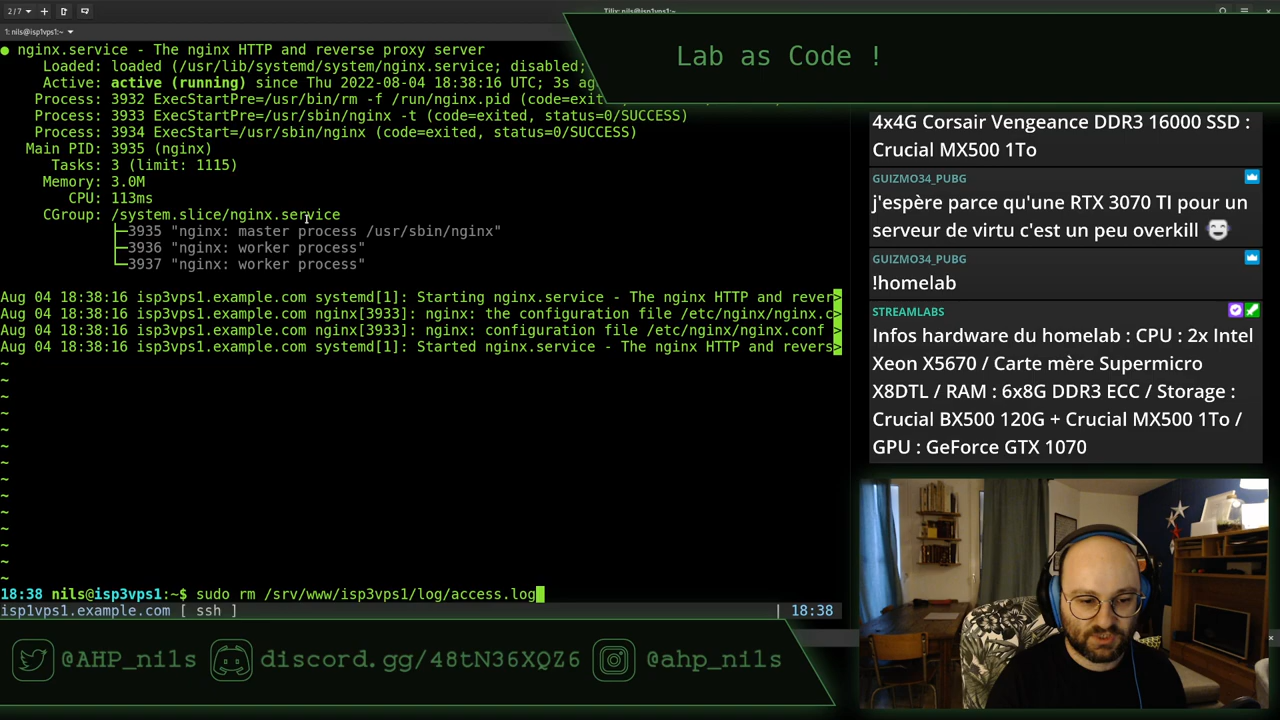 2/7
Tilix: nils@isp1vps1:~
1: nils@isp1vps1:~
● nginx.service - The nginx HTTP and reverse proxy server
Loaded: loaded (/usr/lib/systemd/system/nginx.service; disabled;
Active: active (running) since Thu 2022-08-04 18:38:16 UTC; 3s ag
Process: 3932 ExecStartPre=/usr/bin/rm -f /run/nginx.pid (code=exit
Process: 3933 ExecStartPre=/usr/sbin/nginx -t (code=exited, status=0/SUCCESS)
Process: 3934 ExecStart=/usr/sbin/nginx (code=exited, status=0/SUCCESS)
Main PID: 3935 (nginx)
Tasks: 3 (limit: 1115)
Memory: 3.0M
CPU: 113ms
CGroup: /system.slice/nginx.service
├─3935 "nginx: master process /usr/sbin/nginx"
├─3936 "nginx: worker process"
└─3937 "nginx: worker process"
Aug 04 18:38:16 isp3vps1.example.com systemd[1]: Starting nginx.service - The nginx HTTP and rever>
Aug 04 18:38:16 isp3vps1.example.com nginx[3933]: nginx: the configuration file /etc/nginx/nginx.c>
Aug 04 18:38:16 isp3vps1.example.com nginx[3933]: nginx: configuration file /etc/nginx/nginx.conf >
Aug 04 18:38:16 isp3vps1.example.com systemd[1]: Started nginx.service - The nginx HTTP and revers>
~
~
~
~
~
~
~
~
~
~
~
~
~
~
18:38 nils@isp3vps1:~$ sudo rm /srv/www/isp3vps1/log/access.log
isp1vps1.example.com [ ssh ] | 18:38
Lab as Code !
4x4G Corsair Vengeance DDR3 16000 SSD :
Crucial MX500 1To
GUIZMO34_PUBG
j'espère parce qu'une RTX 3070 TI pour un
serveur de virtu c'est un peu overkill
GUIZMO34_PUBG
!homelab
STREAMLABS
Infos hardware du homelab : CPU : 2x Intel
Xeon X5670 / Carte mère Supermicro
X8DTL / RAM : 6x8G DDR3 ECC / Storage :
Crucial BX500 120G + Crucial MX500 1To /
GPU : GeForce GTX 1070
@AHP_nils
discord.gg/48tN36XQZ6
@ahp_nils